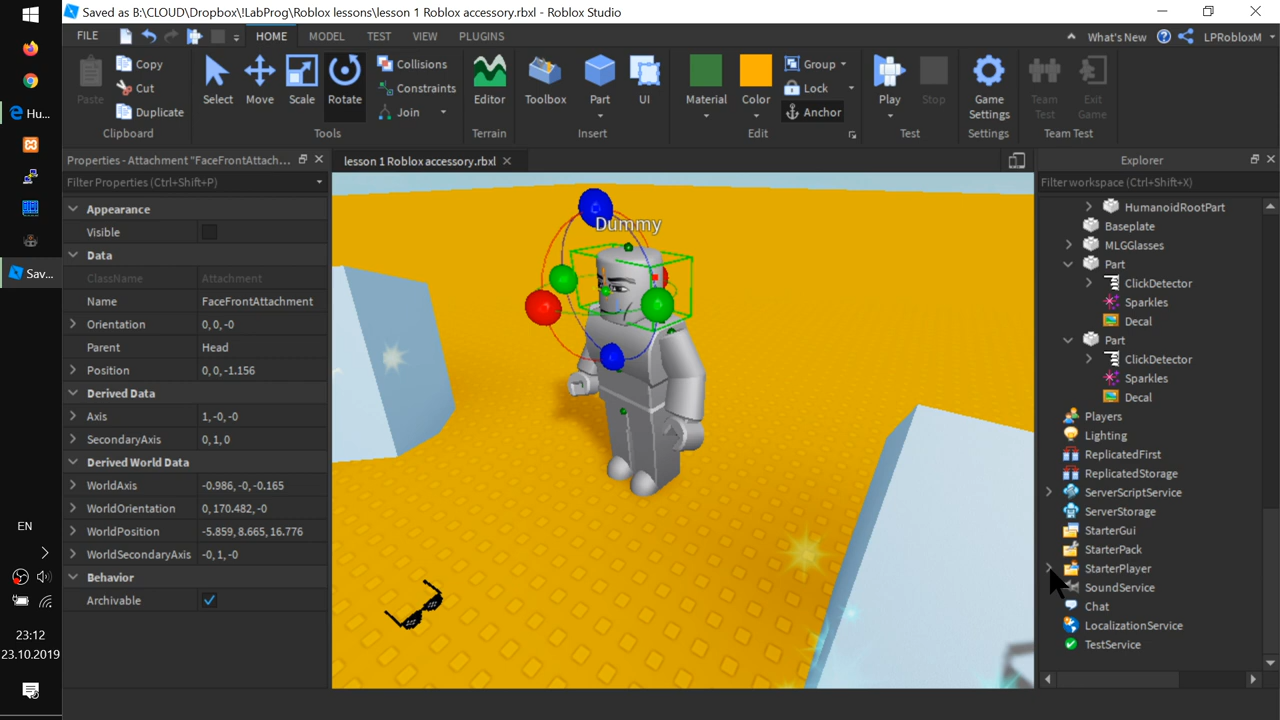 Saved as B:\CLOUD\Dropbox\!LabProg\Roblox lessons\lesson 1 Roblox accessory.rbxl - Roblox Studio
FILE HOME MODEL TEST VIEW PLUGINS What's New LPRobloxM
Paste Copy Cut Duplicate Clipboard
Select Move Scale Rotate Collisions Constraints Join Tools
Editor Terrain
Toolbox Part UI Insert
Material Color Group Lock Anchor Edit
Play Stop Test
Game Settings Settings
Team Test Exit Game Team Test
Properties - Attachment "FaceFrontAttach...
Filter Properties (Ctrl+Shift+P)
Appearance
Visible
Data
ClassName Attachment
Name FaceFrontAttachment
Orientation 0, 0, -0
Parent Head
Position 0, 0, -1.156
Derived Data
Axis 1, -0, -0
SecondaryAxis 0, 1, 0
Derived World Data
WorldAxis -0.986, -0, -0.165
WorldOrientation 0, 170.482, -0
WorldPosition -5.859, 8.665, 16.776
WorldSecondaryAxis -0, 1, -0
Behavior
Archivable
lesson 1 Roblox accessory.rbxl
Dummy
Explorer
Filter workspace (Ctrl+Shift+X)
HumanoidRootPart
Baseplate
MLGGlasses
Part
ClickDetector
Sparkles
Decal
Part
ClickDetector
Sparkles
Decal
Players
Lighting
ReplicatedFirst
ReplicatedStorage
ServerScriptService
ServerStorage
StarterGui
StarterPack
StarterPlayer
SoundService
Chat
LocalizationService
TestService
Hu...
Sav...
EN
23:12
23.10.2019